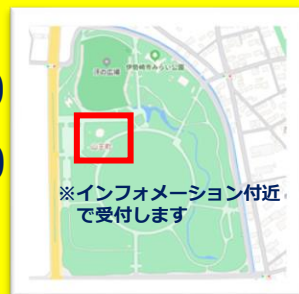 伊勢崎市みらい公園
洋の広場
山王町
※インフォメーション付近
で受付します